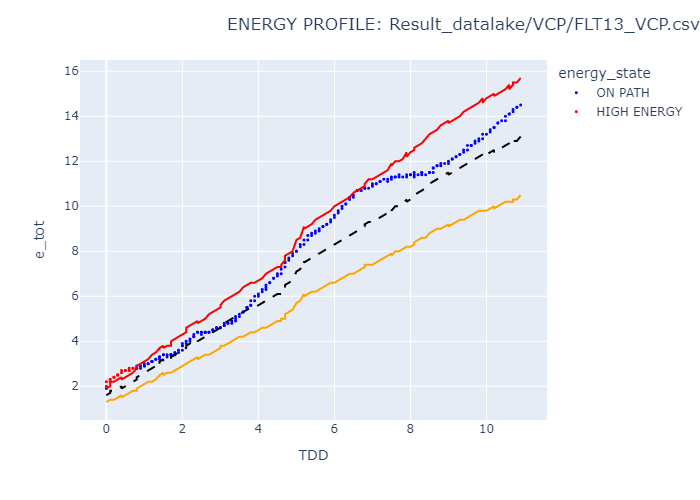 ENERGY PROFILE: Result_datalake/VCP/FLT13_VCP.csv
energy_state
ON PATH
HIGH ENERGY
16
14
12
10
8
6
4
2
e_tot
0
2
4
6
8
10
TDD